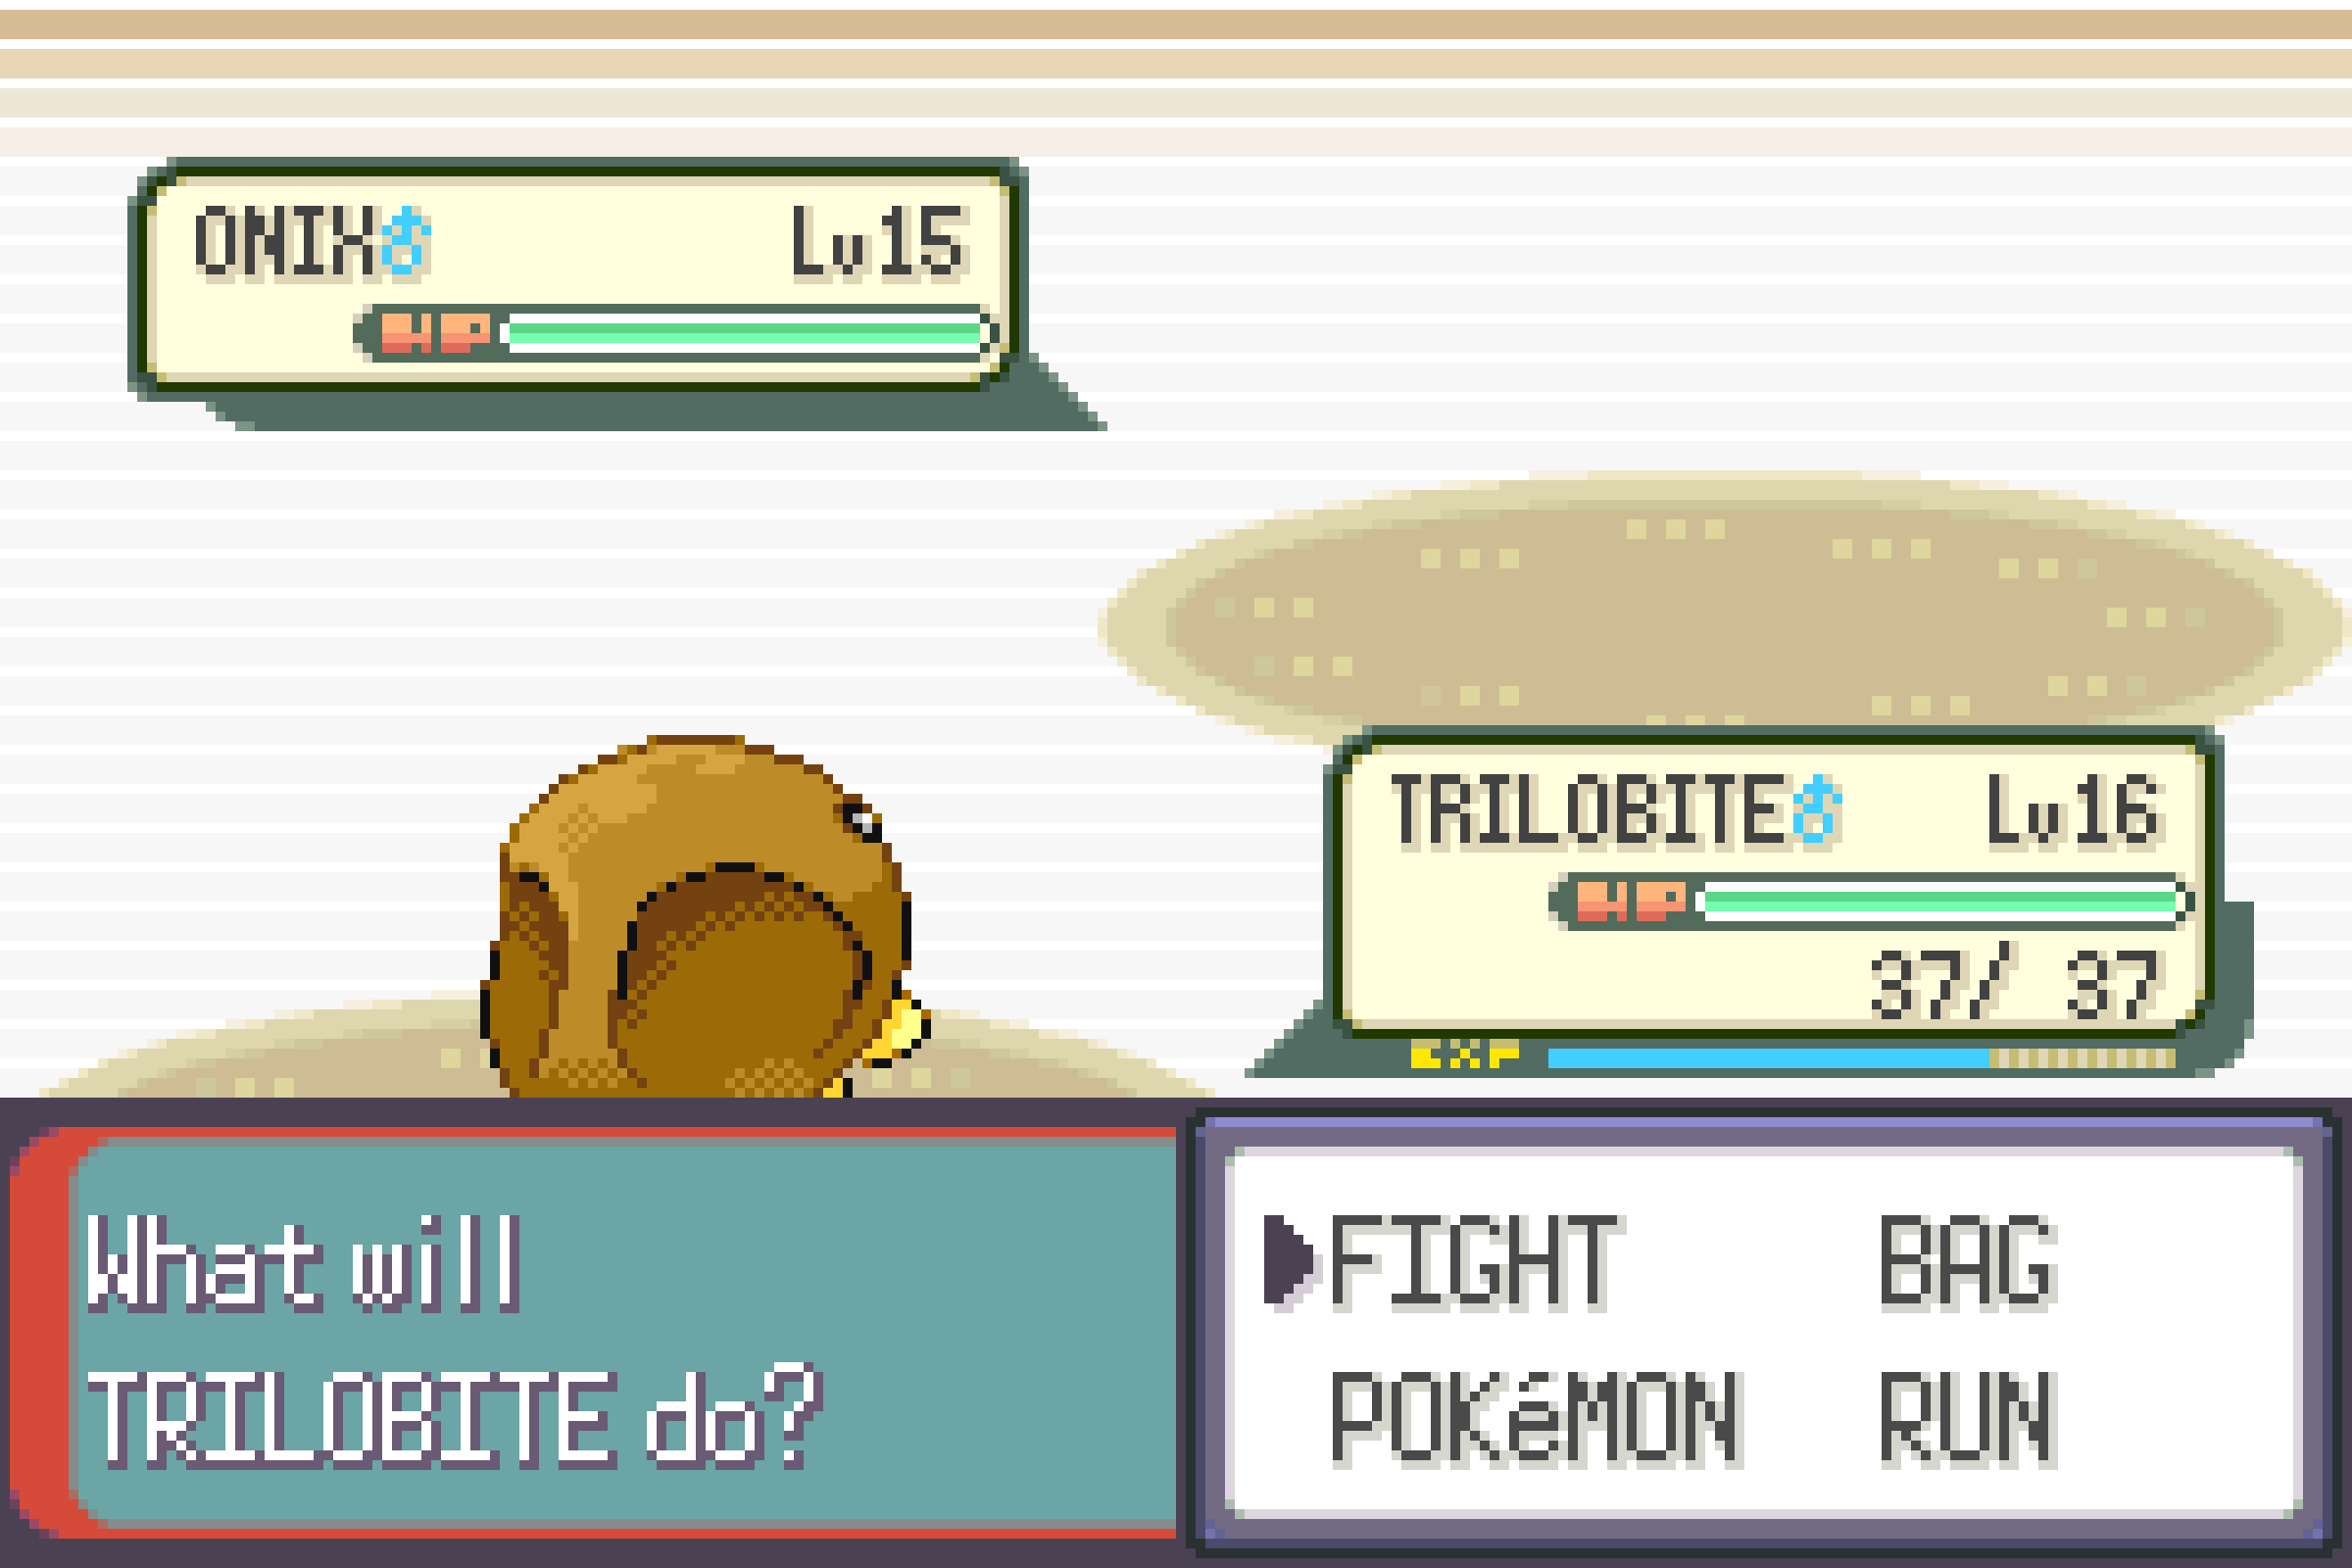 ONIX♂ Lv15
HP
TRILOBITE♂ Lv16
HP
37/ 37
EXP
What will
TRILOBITE do?
FIGHT BAG
POKéMON RUN